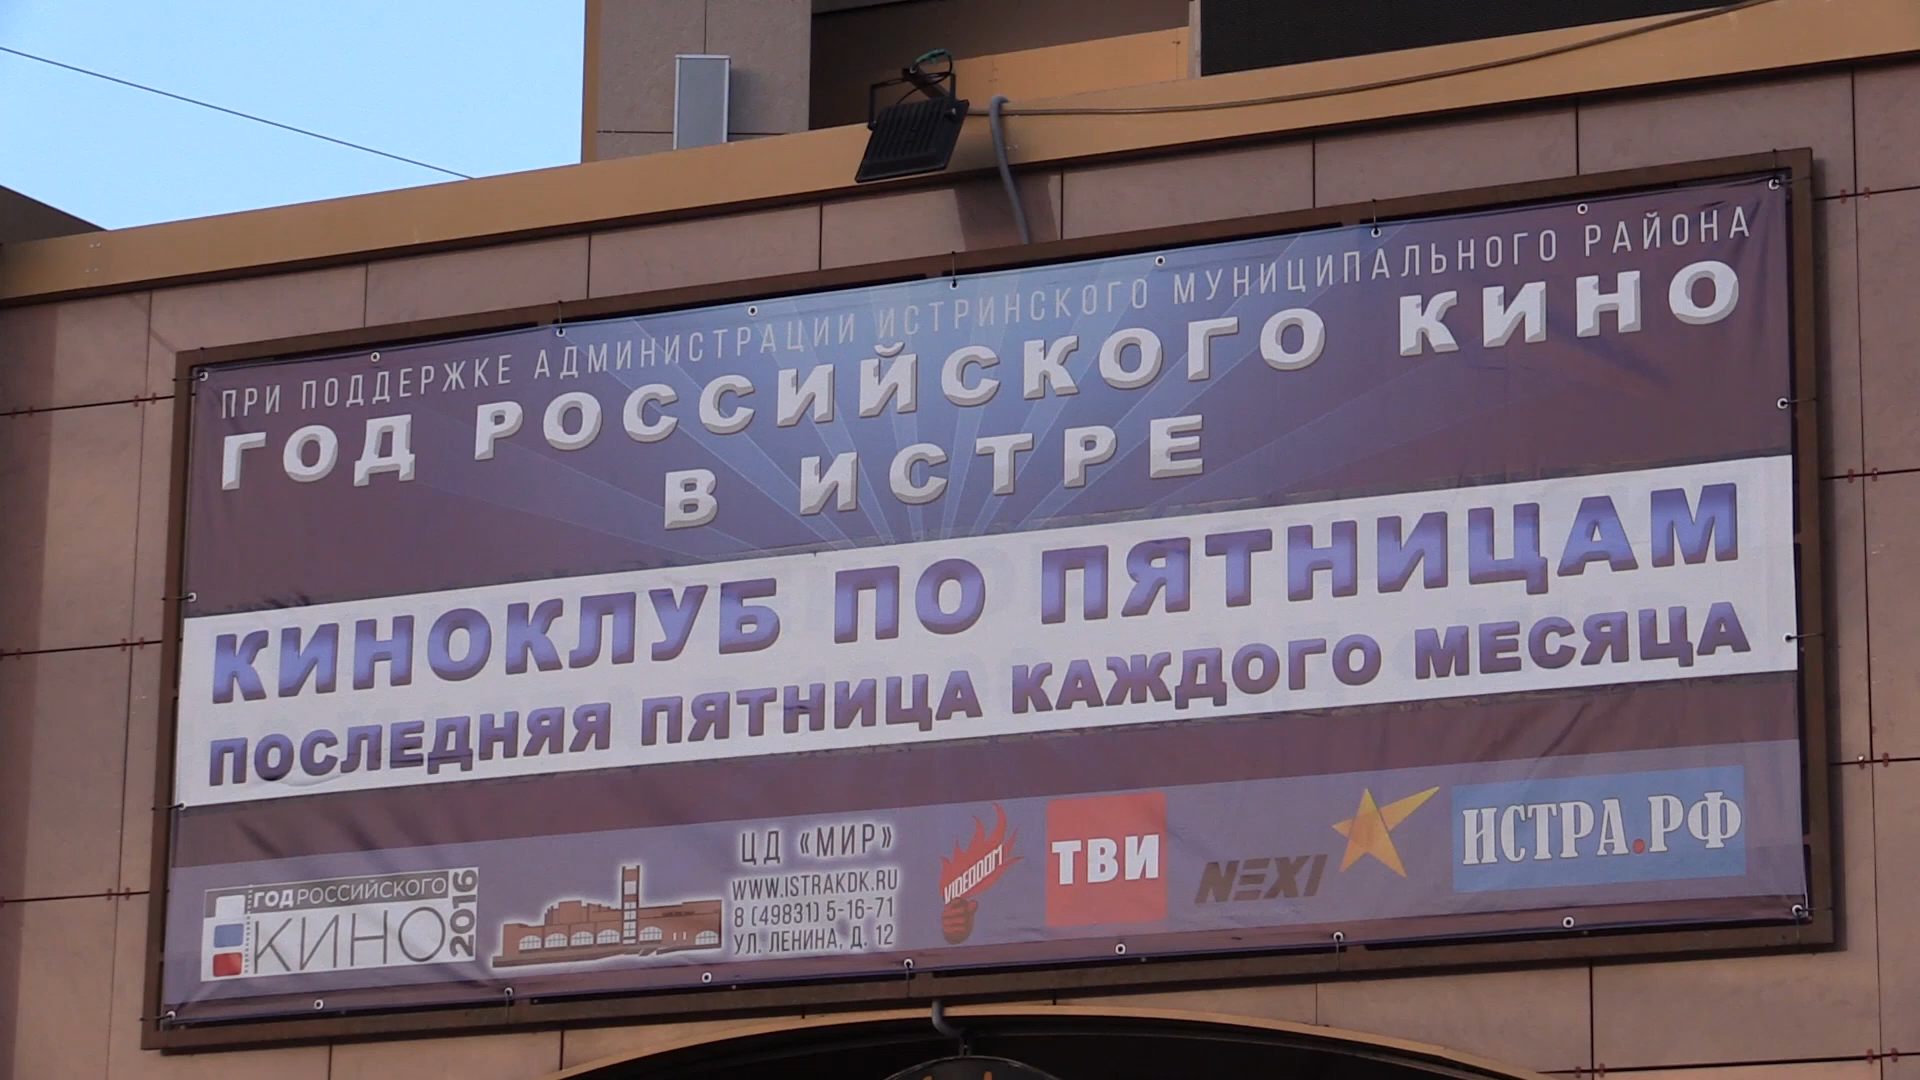 ПРИ ПОДДЕРЖКЕ АДМИНИСТРАЦИИ ИСТРИНСКОГО МУНИЦИПАЛЬНОГО РАЙОНА
ГОД РОССИЙСКОГО КИНО
В ИСТРЕ
КИНОКЛУБ ПО ПЯТНИЦАМ
ПОСЛЕДНЯЯ ПЯТНИЦА КАЖДОГО МЕСЯЦА
ГОД РОССИЙСКОГО
КИНО
2016
ЦД «МИР»
WWW.ISTRAKDK.RU
8 (49831) 5-16-71
УЛ. ЛЕНИНА, Д. 12
VIDEODOM
ТВИ
NEXI
ИСТРА.РФ